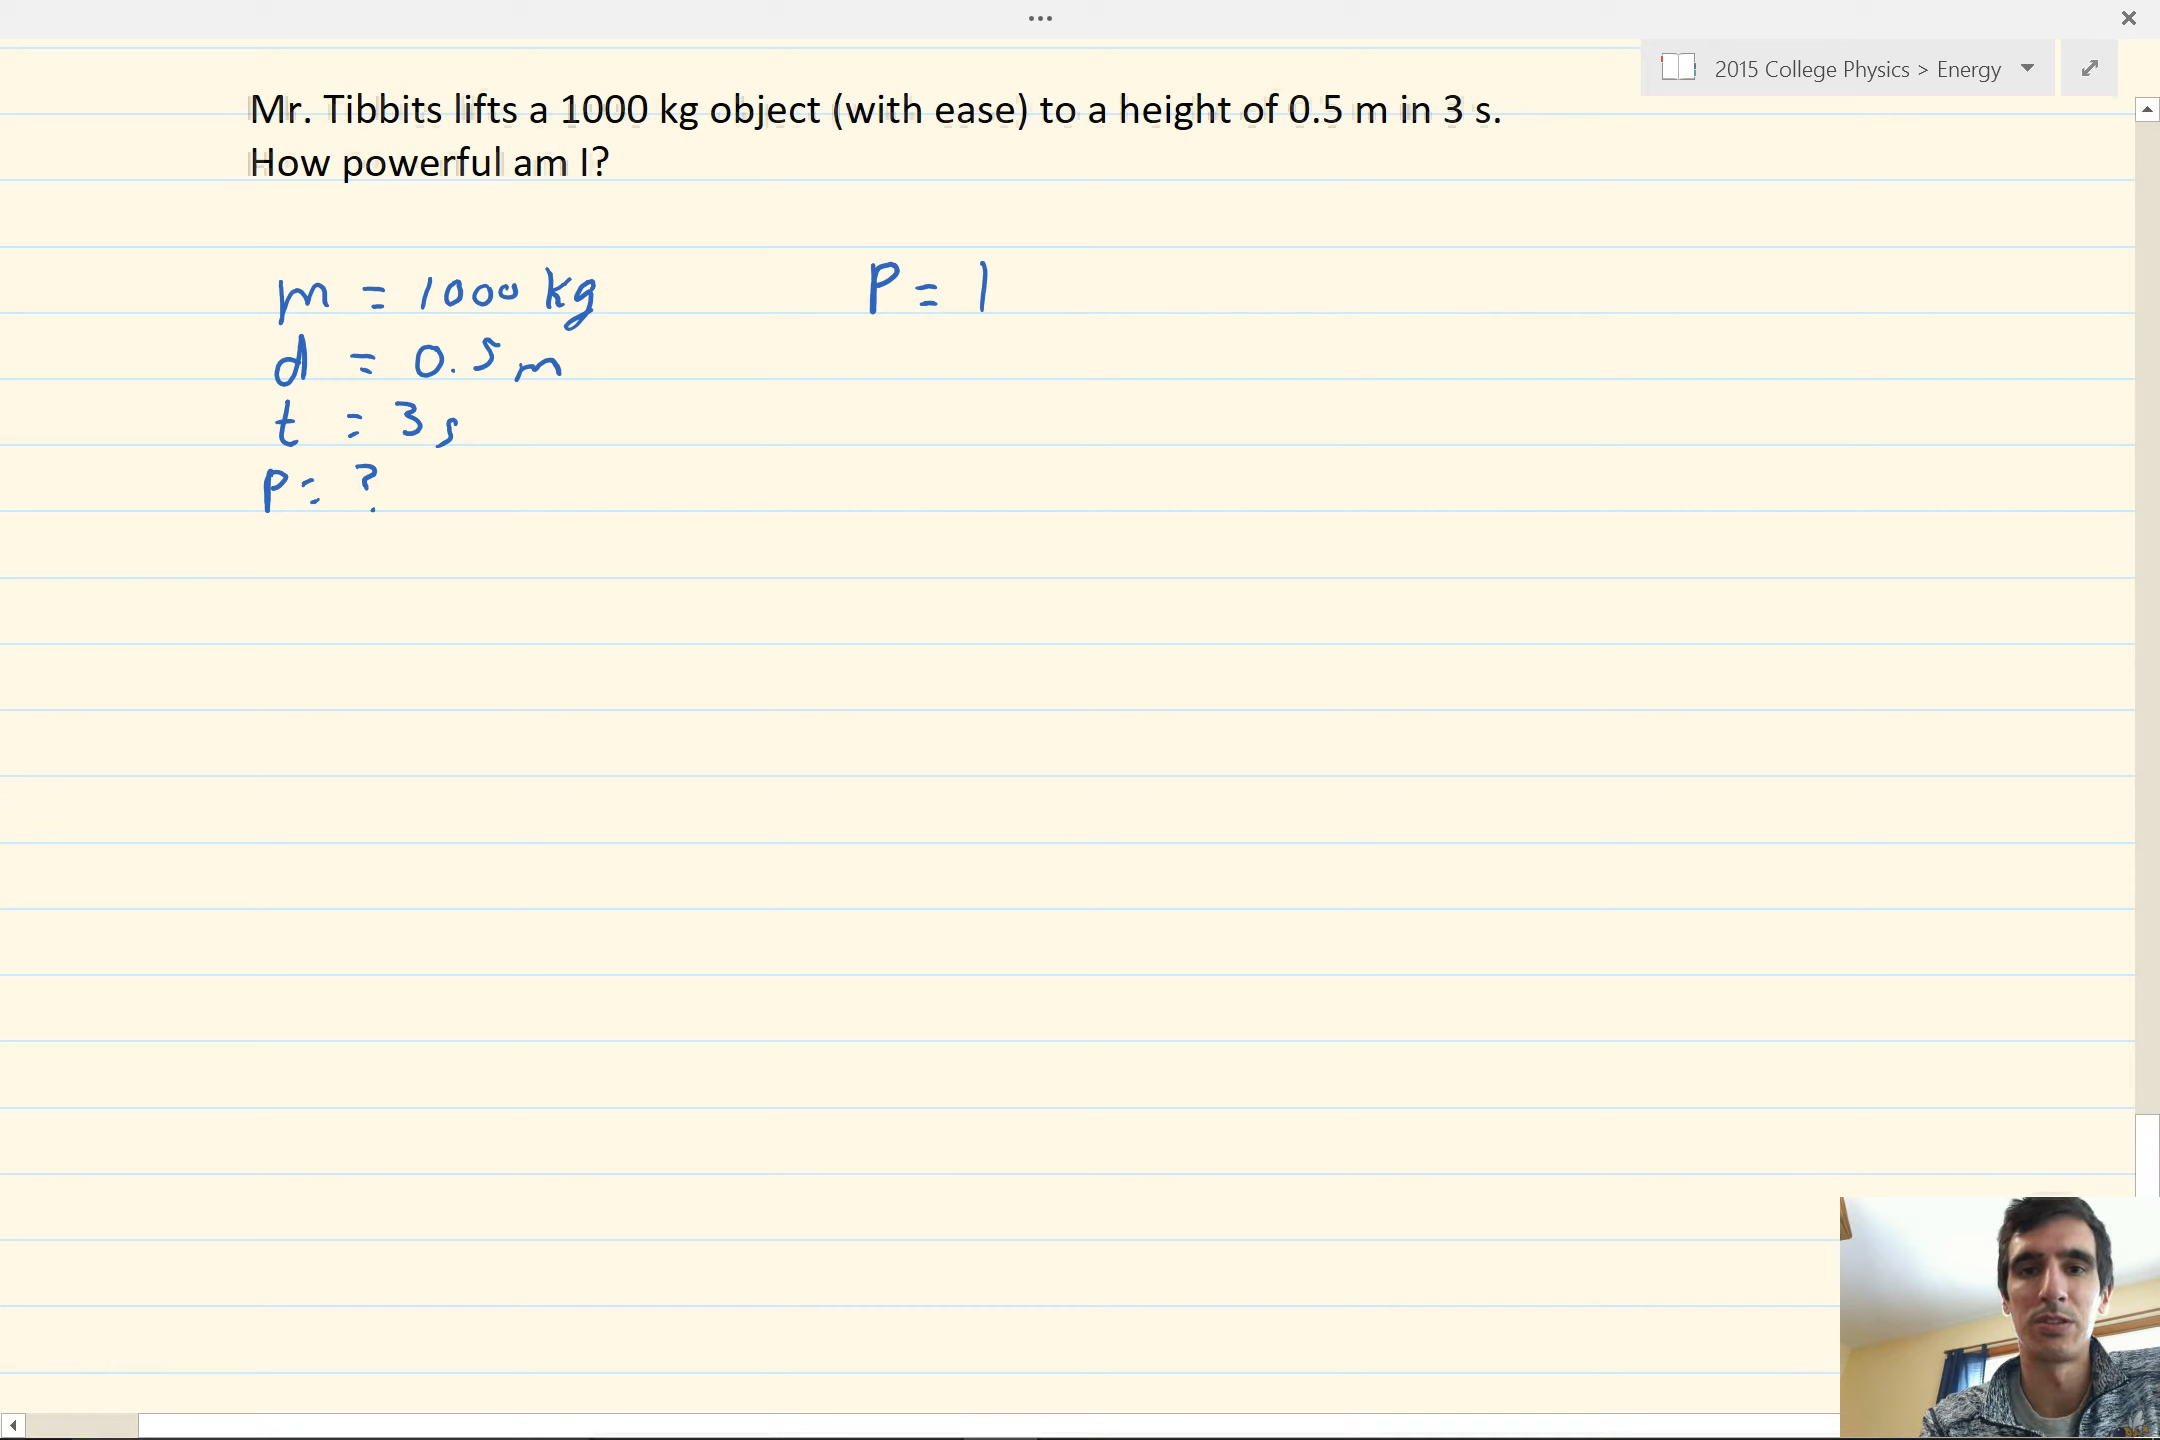 2015 College Physics > Energy
Mr. Tibbits lifts a 1000 kg object (with ease) to a height of 0.5 m in 3 s.
How powerful am I?
m = 1000 kg
d = 0.5 m
t = 3 s
P = ?
P = |